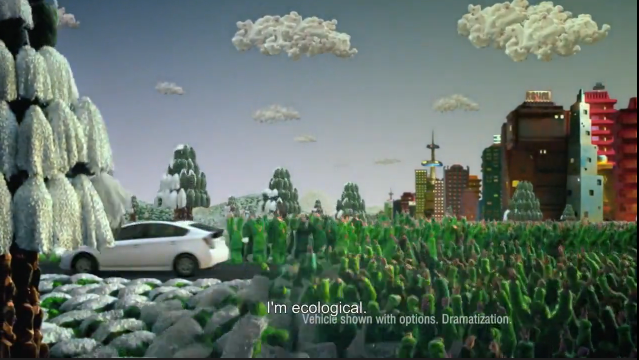 I'm ecological.
Vehicle shown with options. Dramatization.